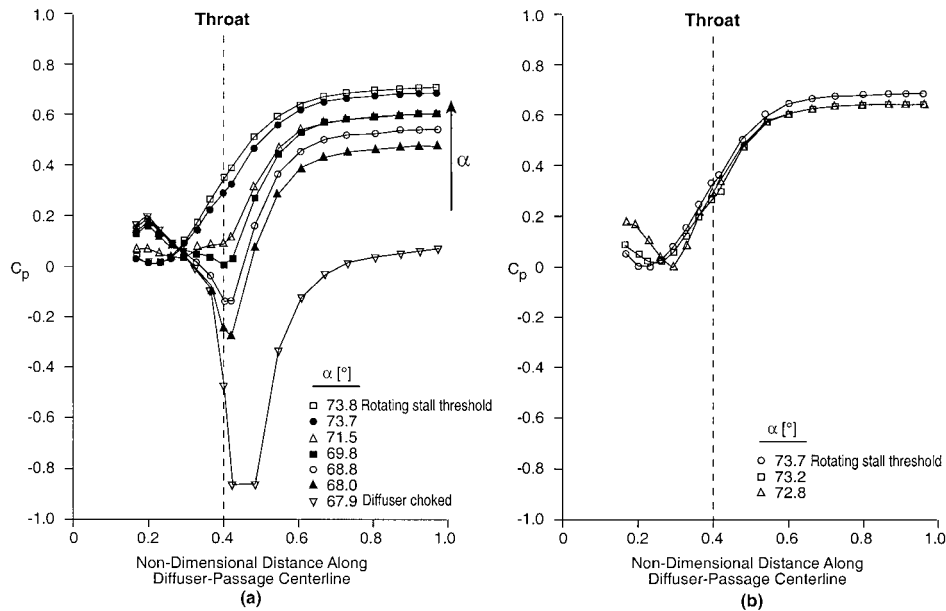 Throat
1.0
0.8
0.6
0.4
0.2
0
-0.2
-0.4
-0.6
-0.8
-1.0
Cp
α
α [°]
73.8 Rotating stall threshold
73.7
71.5
69.8
68.8
68.0
67.9 Diffuser choked
0 0.2 0.4 0.6 0.8 1.0
Non-Dimensional Distance Along
Diffuser-Passage Centerline
(a)
Throat
1.0
0.8
0.6
0.4
0.2
0
-0.2
-0.4
-0.6
-0.8
-1.0
Cp
α [°]
73.7 Rotating stall threshold
73.2
72.8
0 0.2 0.4 0.6 0.8 1.0
Non-Dimensional Distance Along
Diffuser-Passage Centerline
(b)